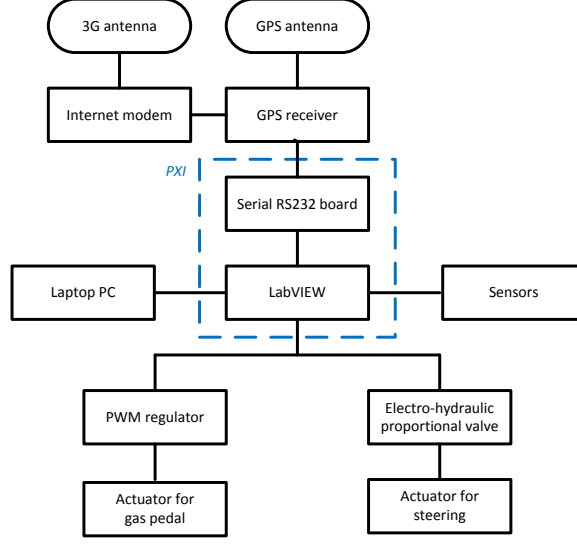 3G antenna
GPS antenna
Internet modem
GPS receiver
PXI
Serial RS232 board
Laptop PC
LabVIEW
Sensors
PWM regulator
Electro-hydraulic
proportional valve
Actuator for
gas pedal
Actuator for
steering